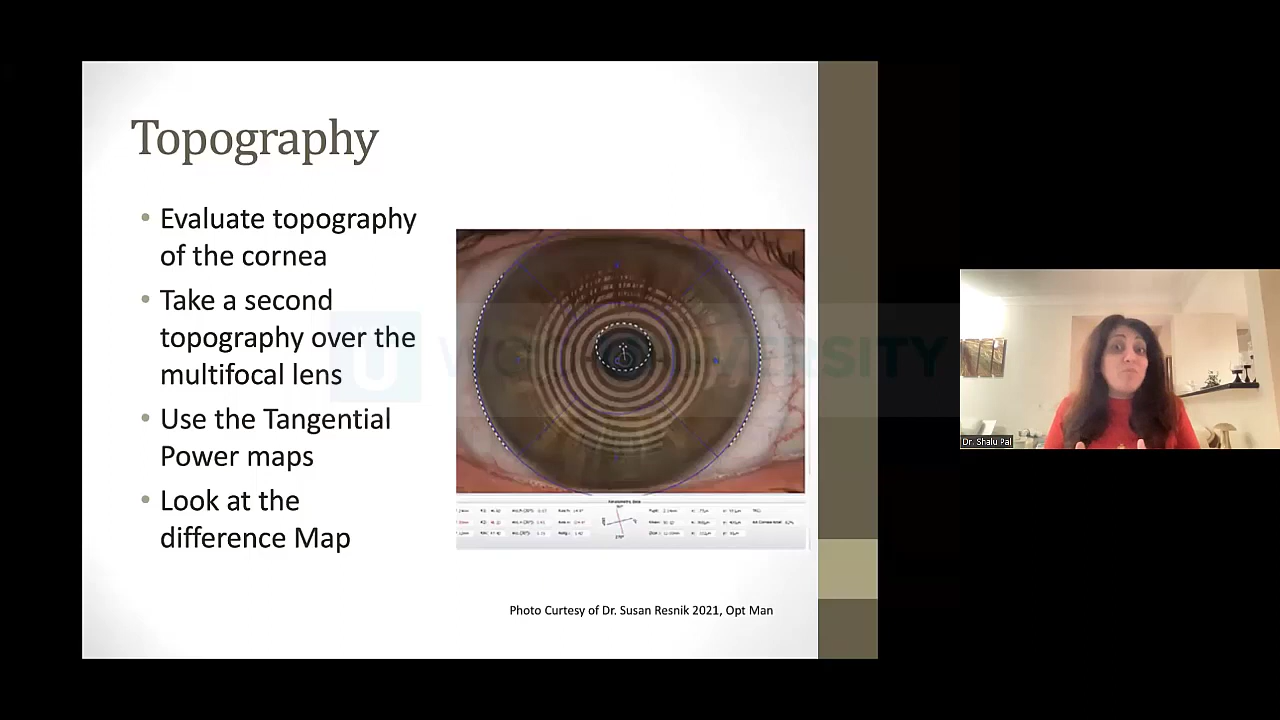 Topography
• Evaluate topography
of the cornea
• Take a second
topography over the
multifocal lens
• Use the Tangential
Power maps
• Look at the
difference Map
Photo Curtesy of Dr. Susan Resnik 2021, Opt Man
Dr. Shalu Pal